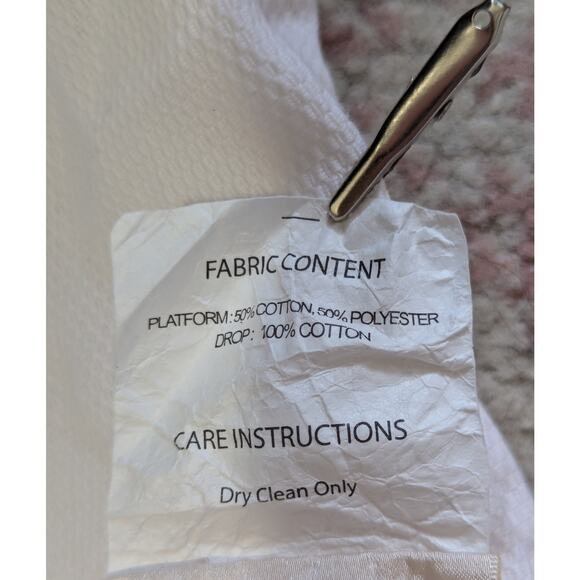 FABRIC CONTENT
PLATFORM: 50% COTTON, 50% POLYESTER
DROP: 100% COTTON
CARE INSTRUCTIONS
Dry Clean Only